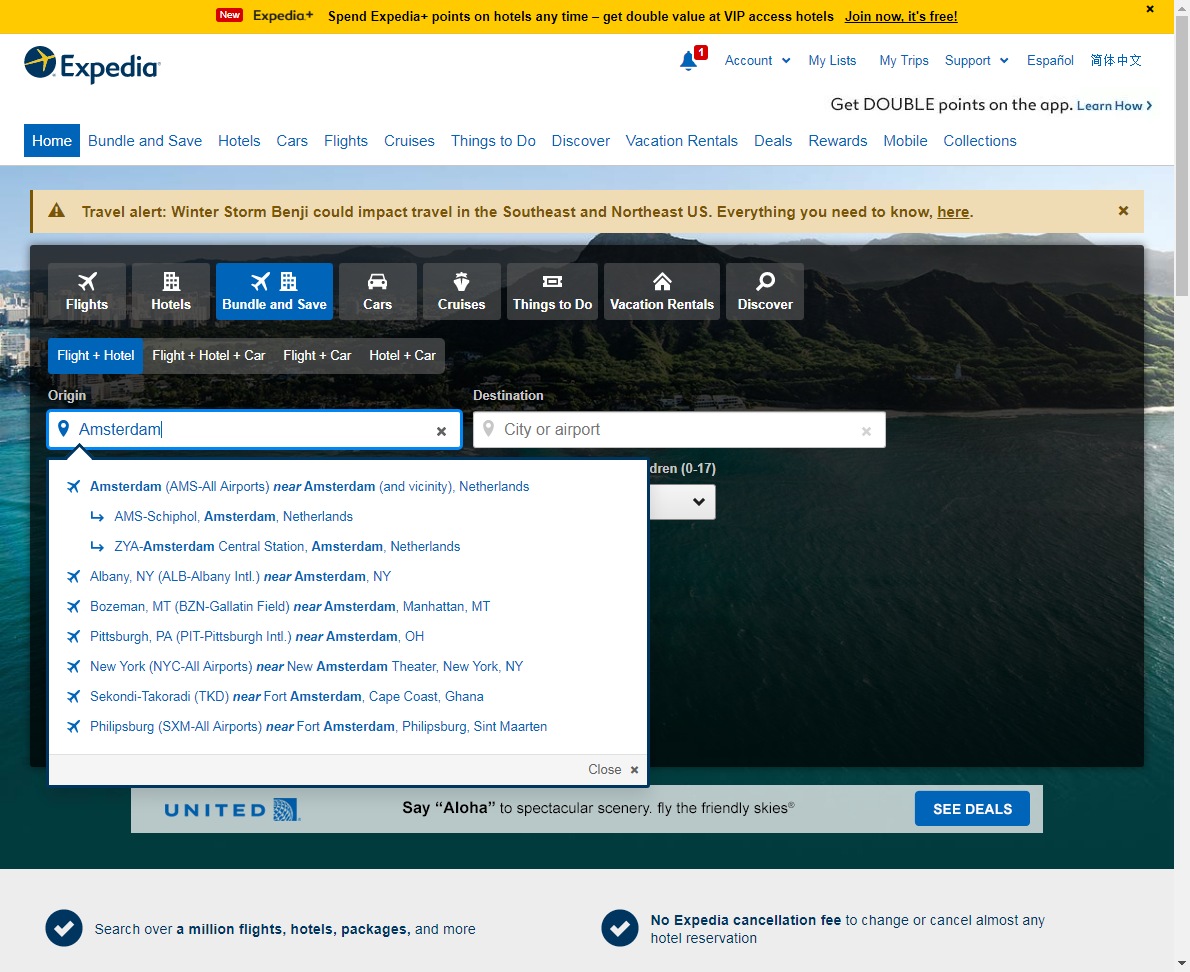 New Expedia+ Spend Expedia+ points on hotels any time – get double value at VIP access hotels Join now, it's free!
Expedia
1 Account My Lists My Trips Support Español 简体中文
Get DOUBLE points on the app. Learn How
Home Bundle and Save Hotels Cars Flights Cruises Things to Do Discover Vacation Rentals Deals Rewards Mobile Collections
Travel alert: Winter Storm Benji could impact travel in the Southeast and Northeast US. Everything you need to know, here.
Flights Hotels Bundle and Save Cars Cruises Things to Do Vacation Rentals Discover
Flight + Hotel Flight + Hotel + Car Flight + Car Hotel + Car
Origin Destination
Amsterdam City or airport
dren (0-17)
Amsterdam (AMS-All Airports) near Amsterdam (and vicinity), Netherlands
AMS-Schiphol, Amsterdam, Netherlands
ZYA-Amsterdam Central Station, Amsterdam, Netherlands
Albany, NY (ALB-Albany Intl.) near Amsterdam, NY
Bozeman, MT (BZN-Gallatin Field) near Amsterdam, Manhattan, MT
Pittsburgh, PA (PIT-Pittsburgh Intl.) near Amsterdam, OH
New York (NYC-All Airports) near New Amsterdam Theater, New York, NY
Sekondi-Takoradi (TKD) near Fort Amsterdam, Cape Coast, Ghana
Philipsburg (SXM-All Airports) near Fort Amsterdam, Philipsburg, Sint Maarten
Close
UNITED Say “Aloha” to spectacular scenery. fly the friendly skies® SEE DEALS
Search over a million flights, hotels, packages, and more
No Expedia cancellation fee to change or cancel almost any
hotel reservation